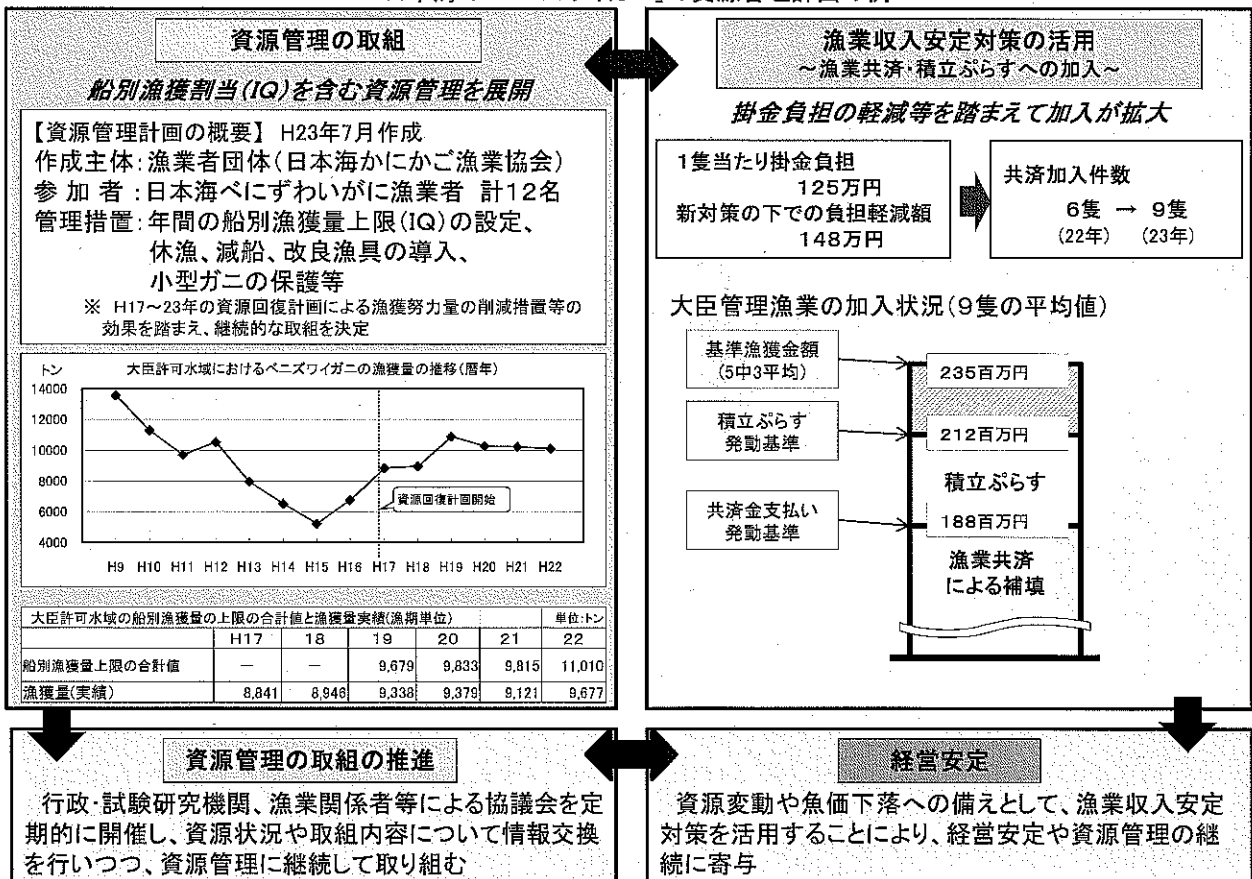 資源管理の取組
船別漁獲割当(IQ)を含む資源管理を展開
【資源管理計画の概要】 H23年7月作成
作成主体:漁業者団体(日本海かにかご漁業協会)
参 加 者 :日本海べにずわいがに漁業者 計12名
管理措置:年間の船別漁獲量上限(IQ)の設定、
休漁、減船、改良漁具の導入、
小型ガニの保護等
※ H17~23年の資源回復計画による漁獲努力量の削減措置等の
効果を踏まえ、継続的な取組を決定
トン 大臣許可水域におけるベニズワイガニの漁獲量の推移(暦年)
14000
12000
10000
8000
6000
4000
資源回復計画開始
H9 H10 H11 H12 H13 H14 H15 H16 H17 H18 H19 H20 H21 H22
大臣許可水域の船別漁獲量の上限の合計値と漁獲量実績(漁期単位) 単位:トン
H17 18 19 20 21 22
船別漁獲量上限の合計値 － － 9,679 9,833 9,815 11,010
漁獲量(実績) 8,841 8,946 9,338 9,379 9,121 9,677
漁業収入安定対策の活用
~漁業共済・積立ぷらすへの加入~
掛金負担の軽減等を踏まえて加入が拡大
1隻当たり掛金負担
125万円
新対策の下での負担軽減額
148万円
共済加入件数
6隻 → 9隻
(22年) (23年)
大臣管理漁業の加入状況(9隻の平均値)
基準漁獲金額
(5中3平均)
235百万円
積立ぷらす
発動基準
212百万円
積立ぷらす
共済金支払い
発動基準
188百万円
漁業共済
による補填
資源管理の取組の推進
行政・試験研究機関、漁業関係者等による協議会を定
期的に開催し、資源状況や取組内容について情報交換
を行いつつ、資源管理に継続して取り組む
経営安定
資源変動や魚価下落への備えとして、漁業収入安定
対策を活用することにより、経営安定や資源管理の継
続に寄与